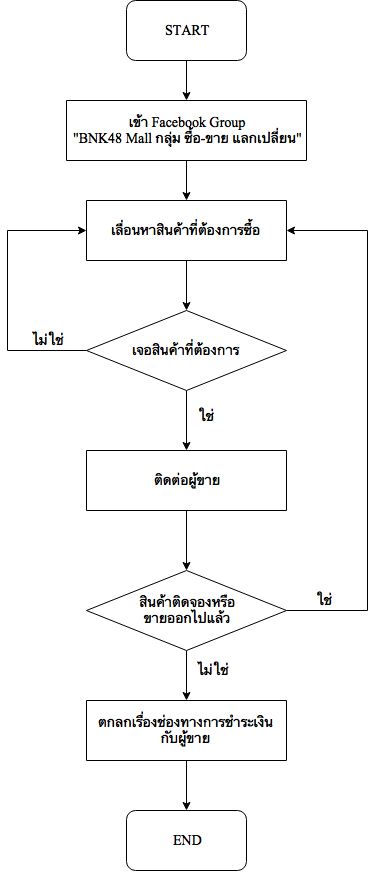 START
เข้า Facebook Group
"BNK48 Mall กลุ่ม ซื้อ-ขาย แลกเปลี่ยน"
เลื่อนหาสินค้าที่ต้องการซื้อ
ไม่ใช่
เจอสินค้าที่ต้องการ
ใช่
ติดต่อผู้ขาย
สินค้าติดจองหรือ
ขายออกไปแล้ว
ใช่
ไม่ใช่
ตกลกเรื่องช่องทางการชำระเงิน
กับผู้ขาย
END